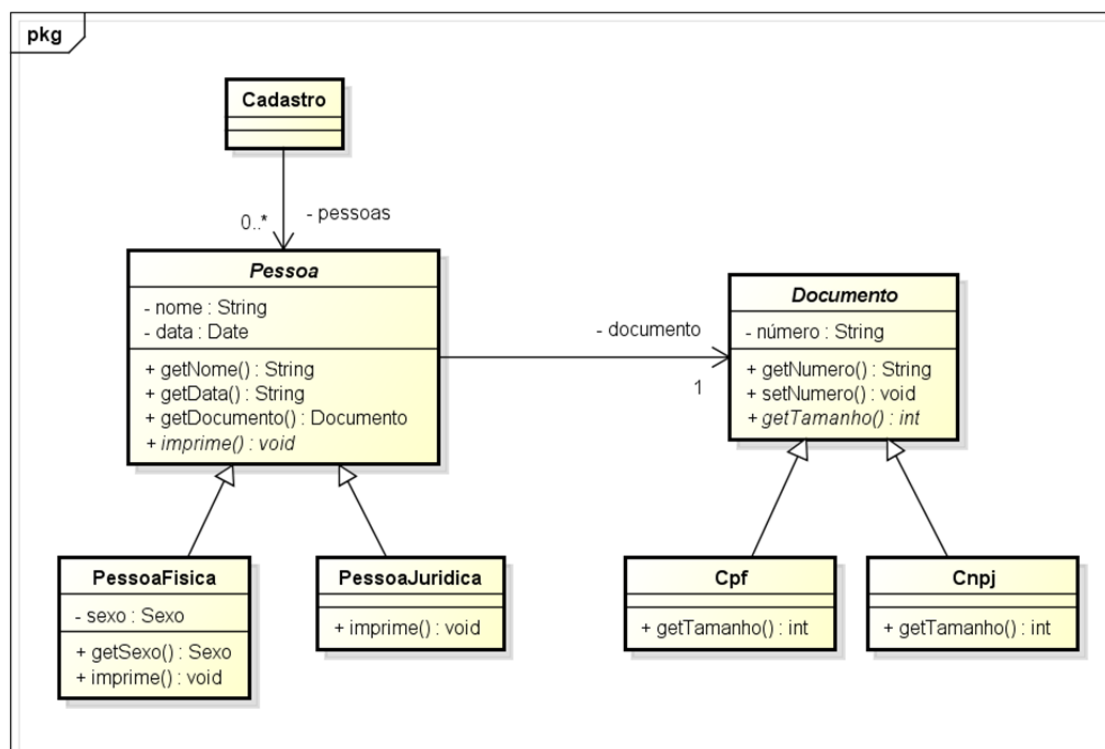 pkg
Cadastro
0..*
- pessoas
Pessoa
- nome : String
- data : Date
+ getNome() : String
+ getData() : String
+ getDocumento() : Documento
+ imprime() : void
- documento
1
Documento
- número : String
+ getNumero() : String
+ setNumero() : void
+ getTamanho() : int
PessoaFisica
- sexo : Sexo
+ getSexo() : Sexo
+ imprime() : void
PessoaJuridica
+ imprime() : void
Cpf
+ getTamanho() : int
Cnpj
+ getTamanho() : int